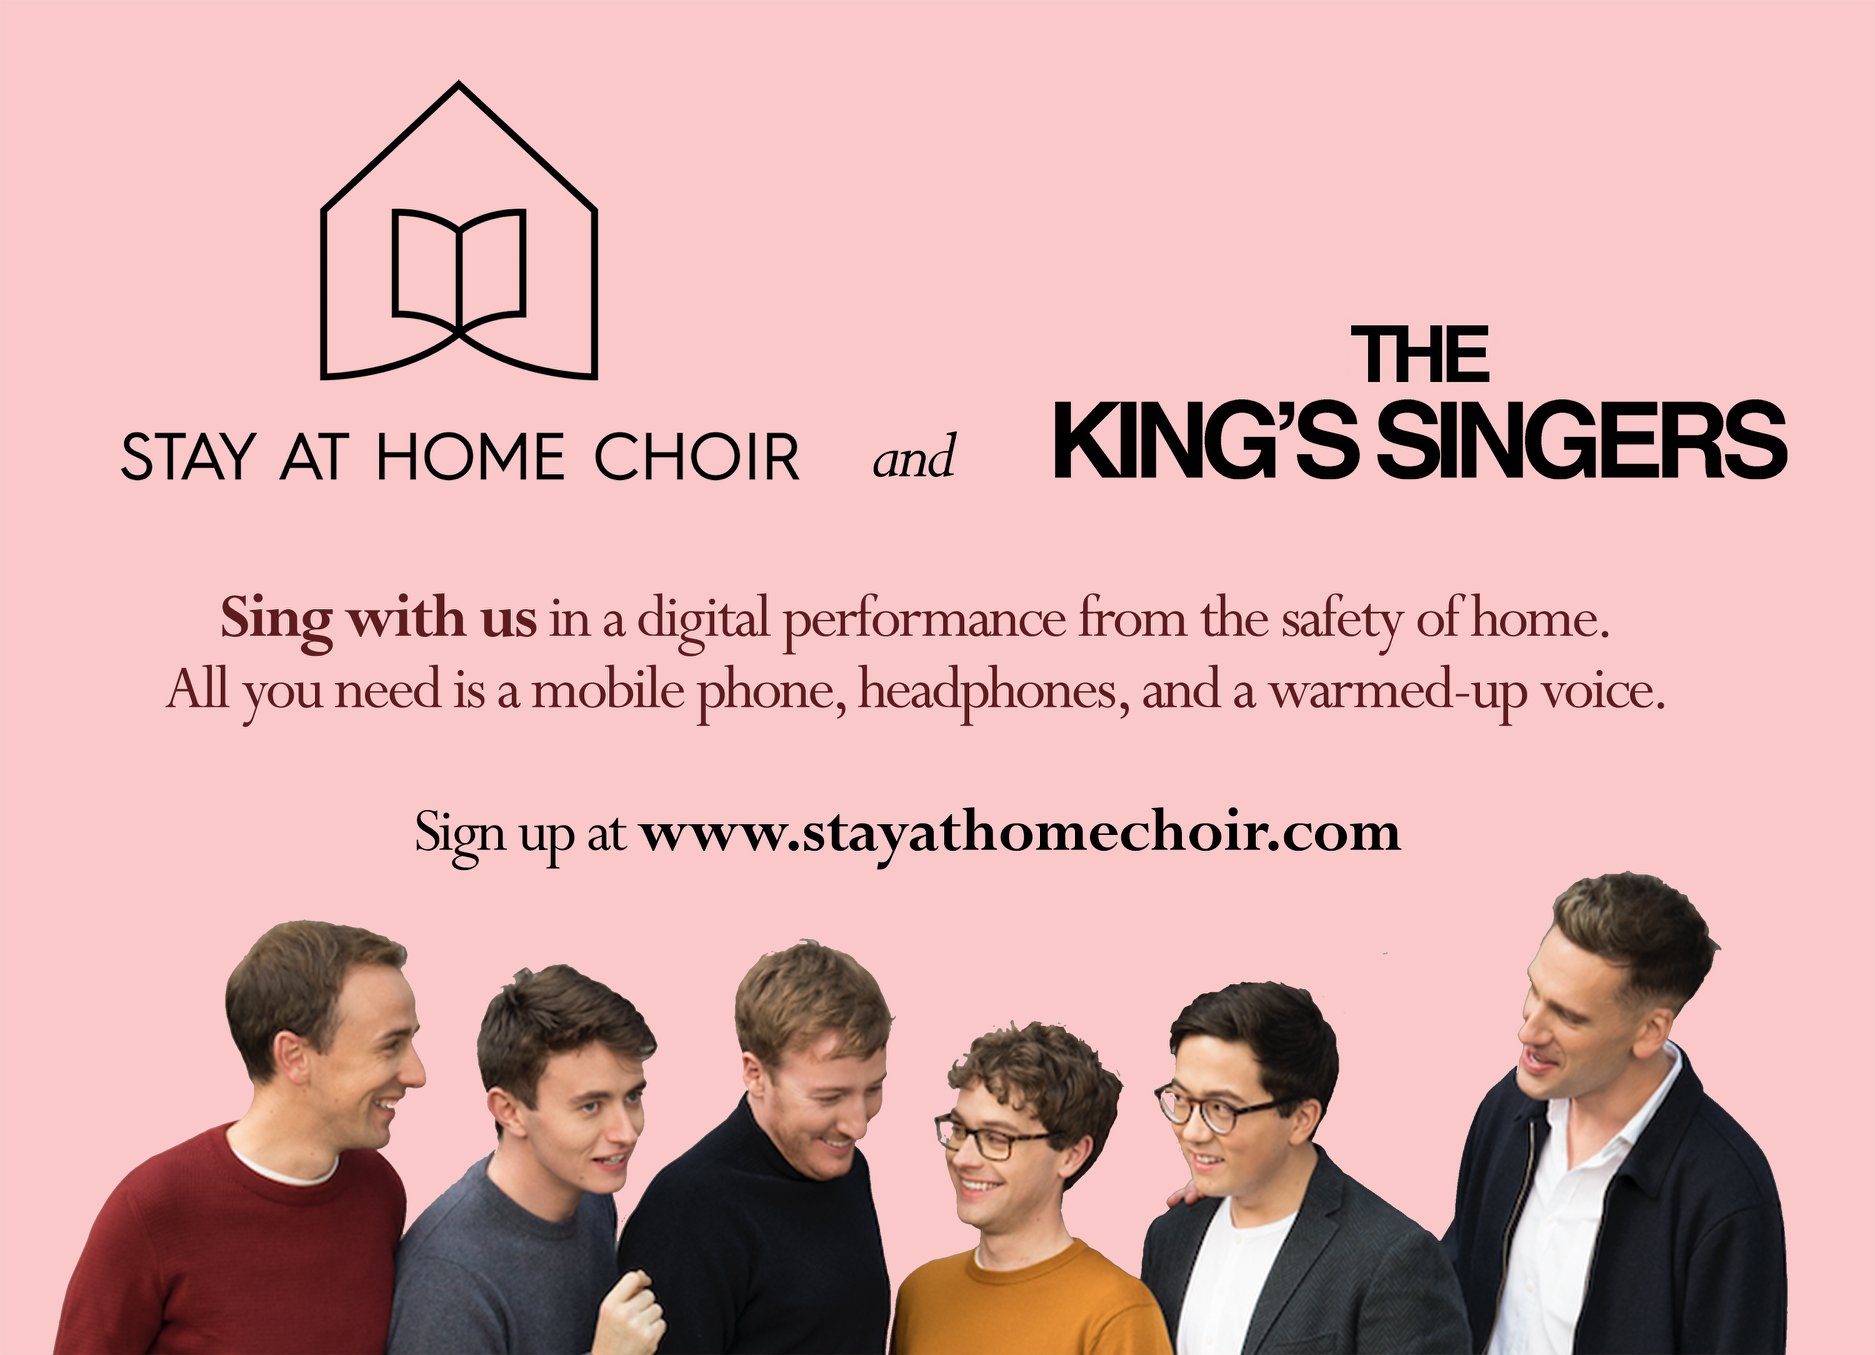 STAY AT HOME CHOIR and
THE
KING'S SINGERS
Sing with us in a digital performance from the safety of home.
All you need is a mobile phone, headphones, and a warmed-up voice.
Sign up at www.stayathomechoir.com